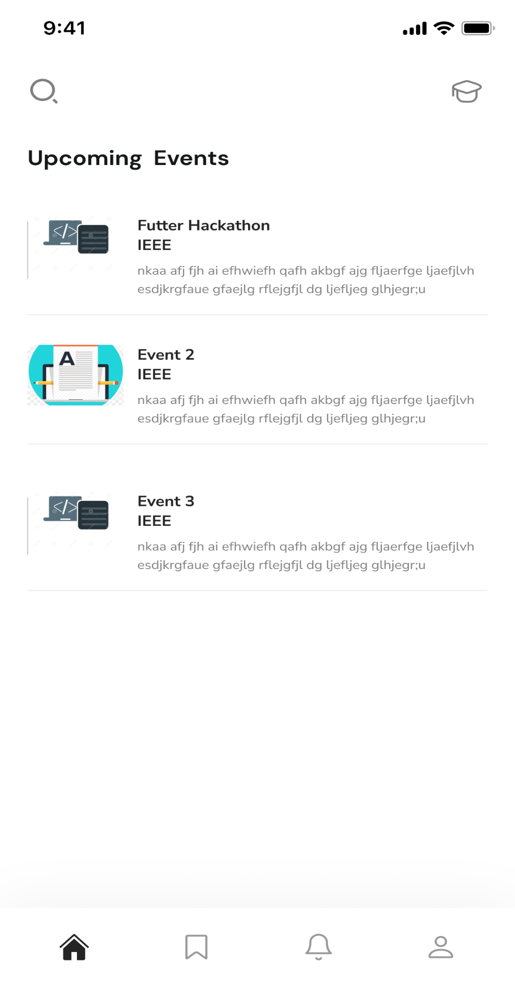 9:41
Upcoming Events
Futter Hackathon
IEEE
nkaa afj fjh ai efhwiefh qafh akbgf ajg fljaerfge ljaefjlvh
esdjkrgfaue gfaejlg rflejgfjl dg ljefljeg glhjegr;u
A
Event 2
IEEE
nkaa afj fjh ai efhwiefh qafh akbgf ajg fljaerfge ljaefjlvh
esdjkrgfaue gfaejlg rflejgfjl dg ljefljeg glhjegr;u
Event 3
IEEE
nkaa afj fjh ai efhwiefh qafh akbgf ajg fljaerfge ljaefjlvh
esdjkrgfaue gfaejlg rflejgfjl dg ljefljeg glhjegr;u